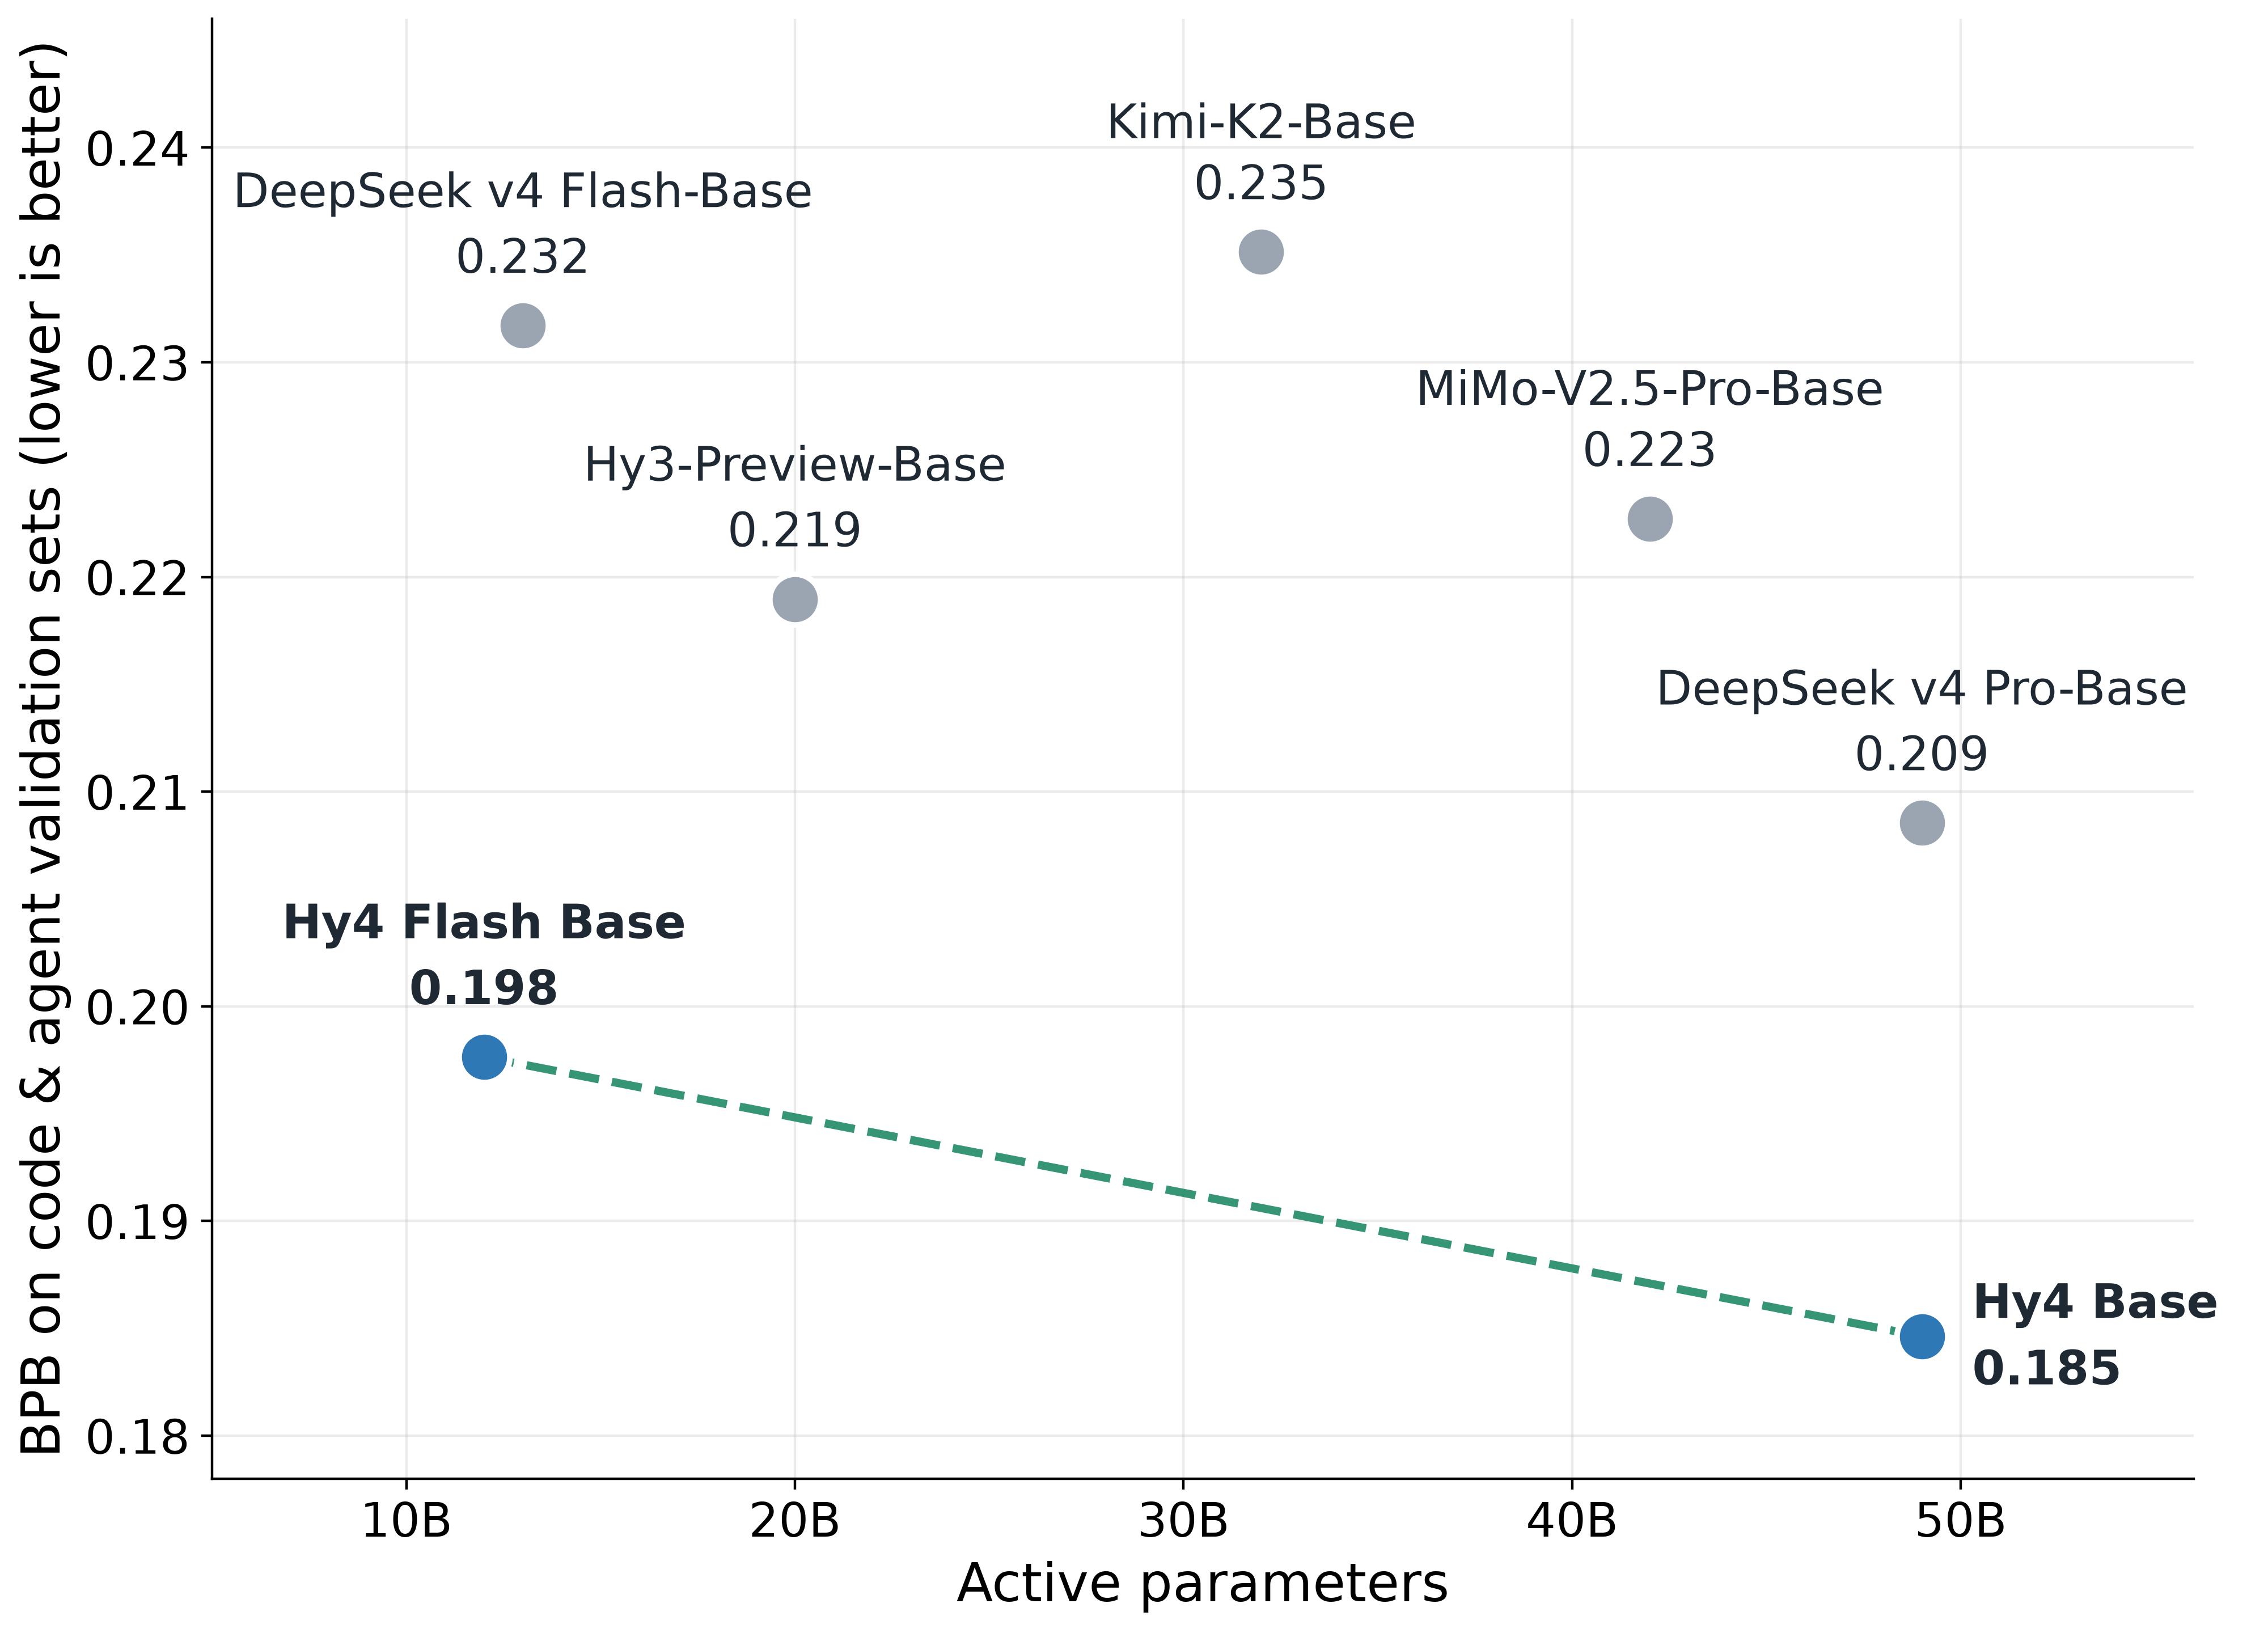 BPB on code & agent validation sets (lower is better)
0.24
0.23
0.22
0.21
0.20
0.19
0.18
Kimi-K2-Base
0.235
DeepSeek v4 Flash-Base
0.232
MiMo-V2.5-Pro-Base
0.223
Hy3-Preview-Base
0.219
DeepSeek v4 Pro-Base
0.209
Hy4 Flash Base
0.198
Hy4 Base
0.185
10B
20B
30B
40B
50B
Active parameters